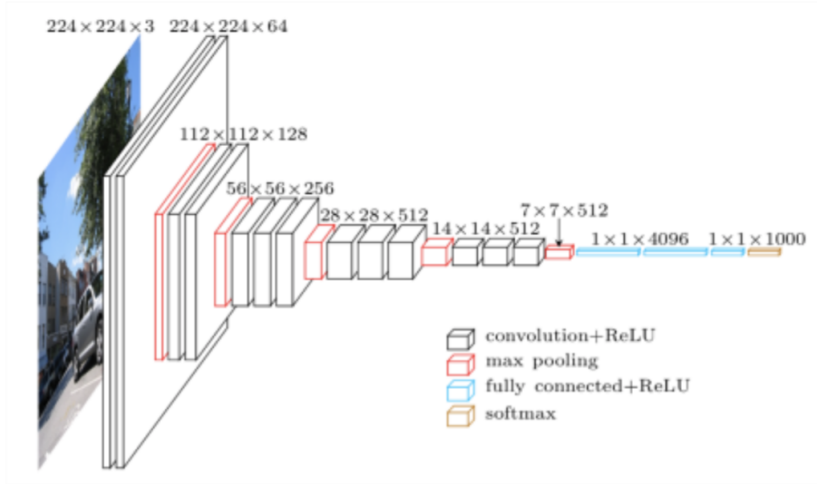 224×224×3
224×224×64
112×112×128
56×56×256
28×28×512
14×14×512
7×7×512
1×1×4096
1×1×1000
convolution+ReLU
max pooling
fully connected+ReLU
softmax